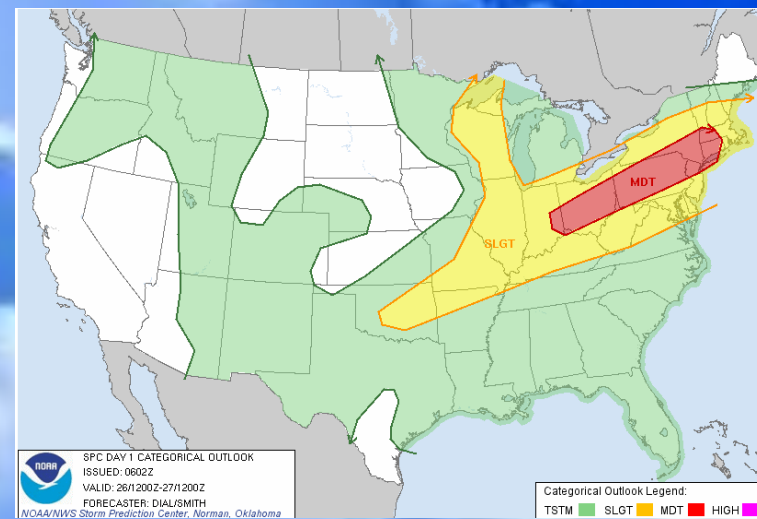 MDT
SLGT
NOAA
SPC DAY 1 CATEGORICAL OUTLOOK
ISSUED: 0602Z
VALID: 26/1200Z-27/1200Z
FORECASTER: DIAL/SMITH
NOAA/NWS Storm Prediction Center, Norman, Oklahoma
Categorical Outlook Legend:
TSTM SLGT MDT HIGH